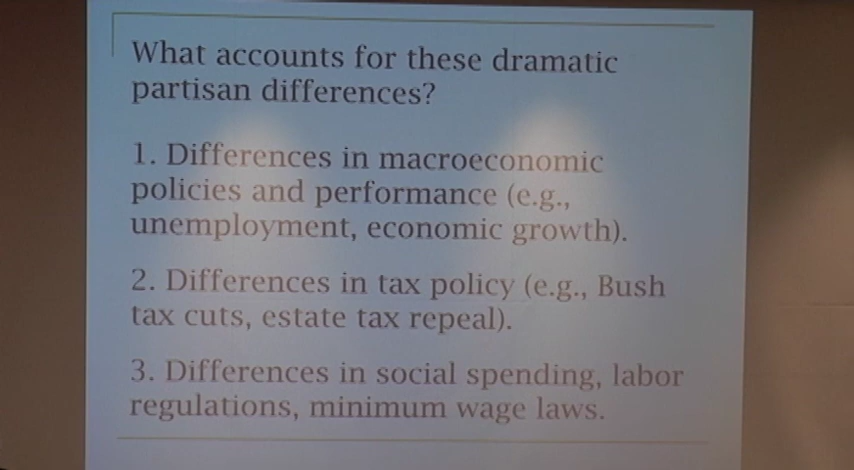 What accounts for these dramatic
partisan differences?
1. Differences in macroeconomic
policies and performance (e.g.,
unemployment, economic growth).
2. Differences in tax policy (e.g., Bush
tax cuts, estate tax repeal).
3. Differences in social spending, labor
regulations, minimum wage laws.